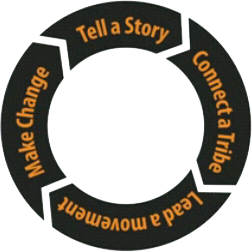 Tell a Story
Connect a Tribe
Lead a movement
Make Change